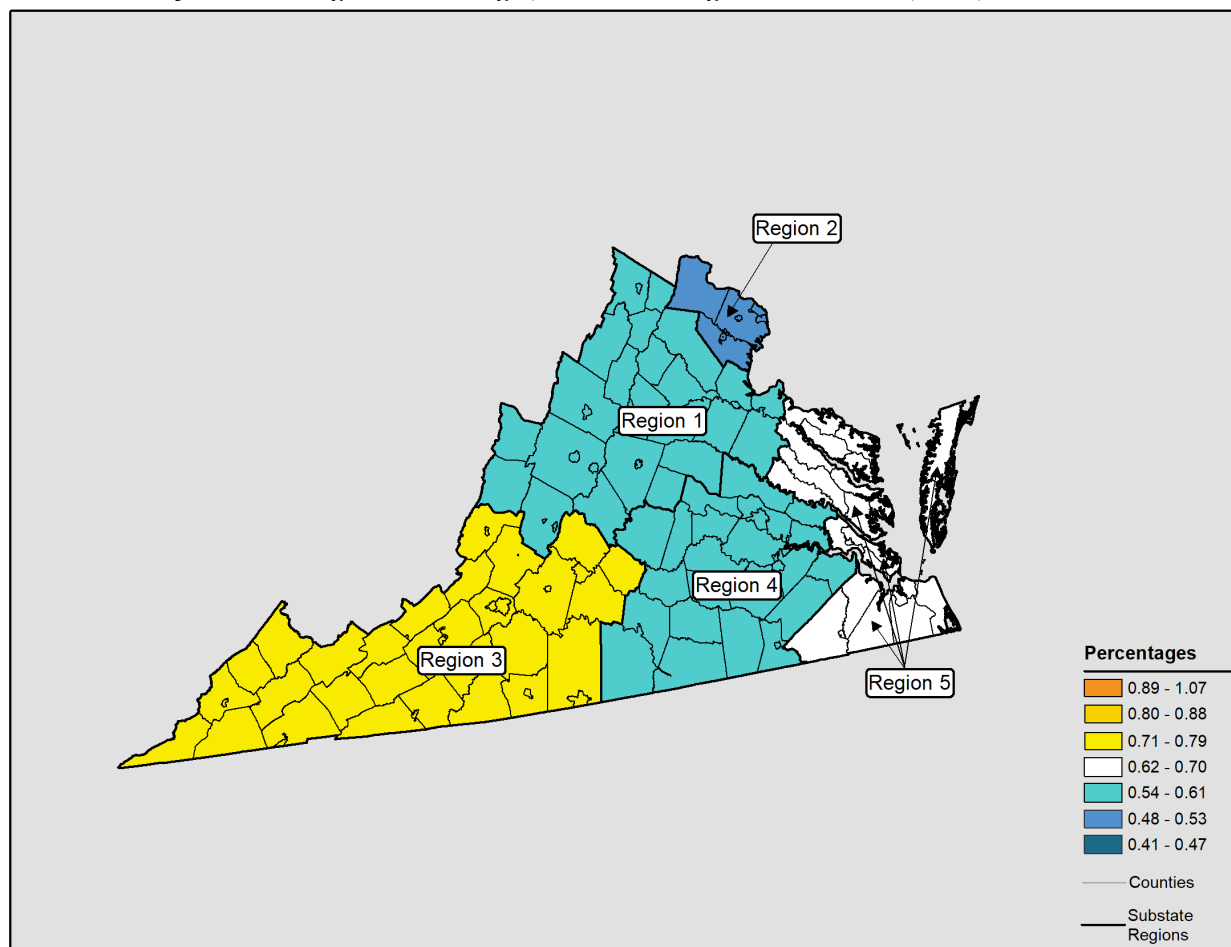 Region 2
Region 1
Region 4
Region 3
Region 5
Percentages
0.89 - 1.07
0.80 - 0.88
0.71 - 0.79
0.62 - 0.70
0.54 - 0.61
0.48 - 0.53
0.41 - 0.47
Counties
Substate
Regions